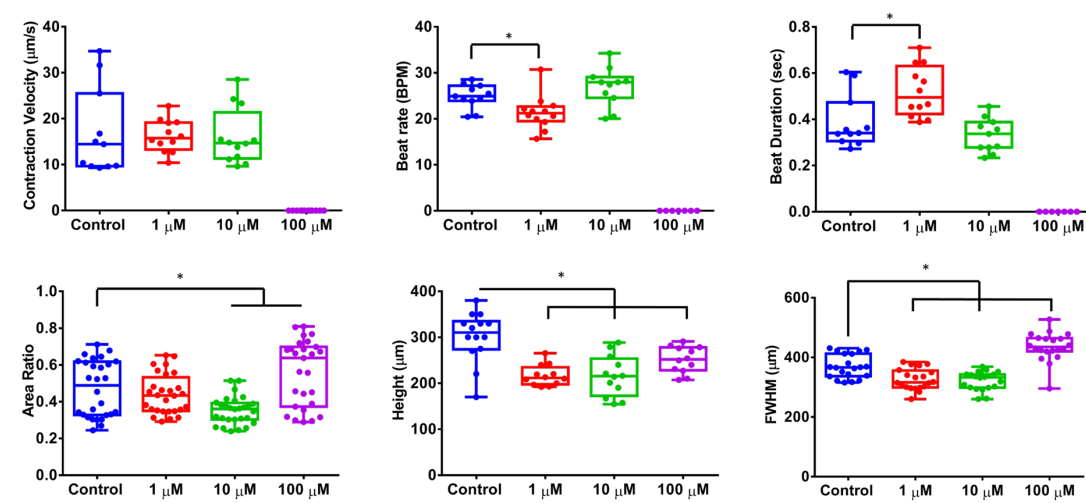 Contraction Velocity (μm/s)
40
30
20
10
0
Control 1 μM 10 μM 100 μM
Beat rate (BPM)
40
30
20
10
0
*
Control 1 μM 10 μM 100 μM
Beat Duration (sec)
0.8
0.6
0.4
0.2
0.0
*
Control 1 μM 10 μM 100 μM
Area Ratio
1.0
0.8
0.6
0.4
0.2
0.0
*
Control 1 μM 10 μM 100 μM
Height (μm)
400
300
200
100
0
*
Control 1 μM 10 μM 100 μM
FWHM (μm)
600
400
200
0
*
Control 1 μM 10 μM 100 μM